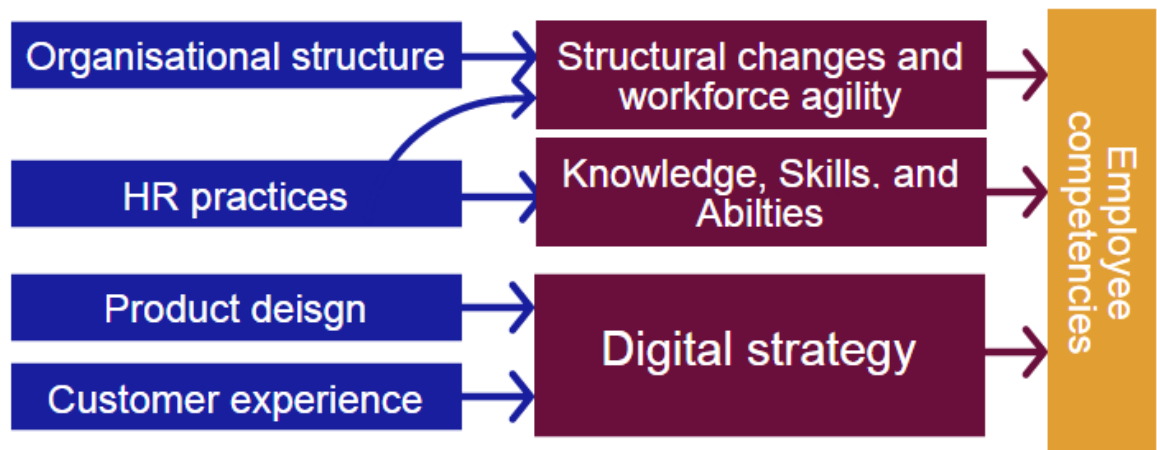 Organisational structure
Structural changes and
workforce agility
HR practices
Knowledge, Skills, and
Abilties
Product deisgn
Customer experience
Digital strategy
Employee
competencies